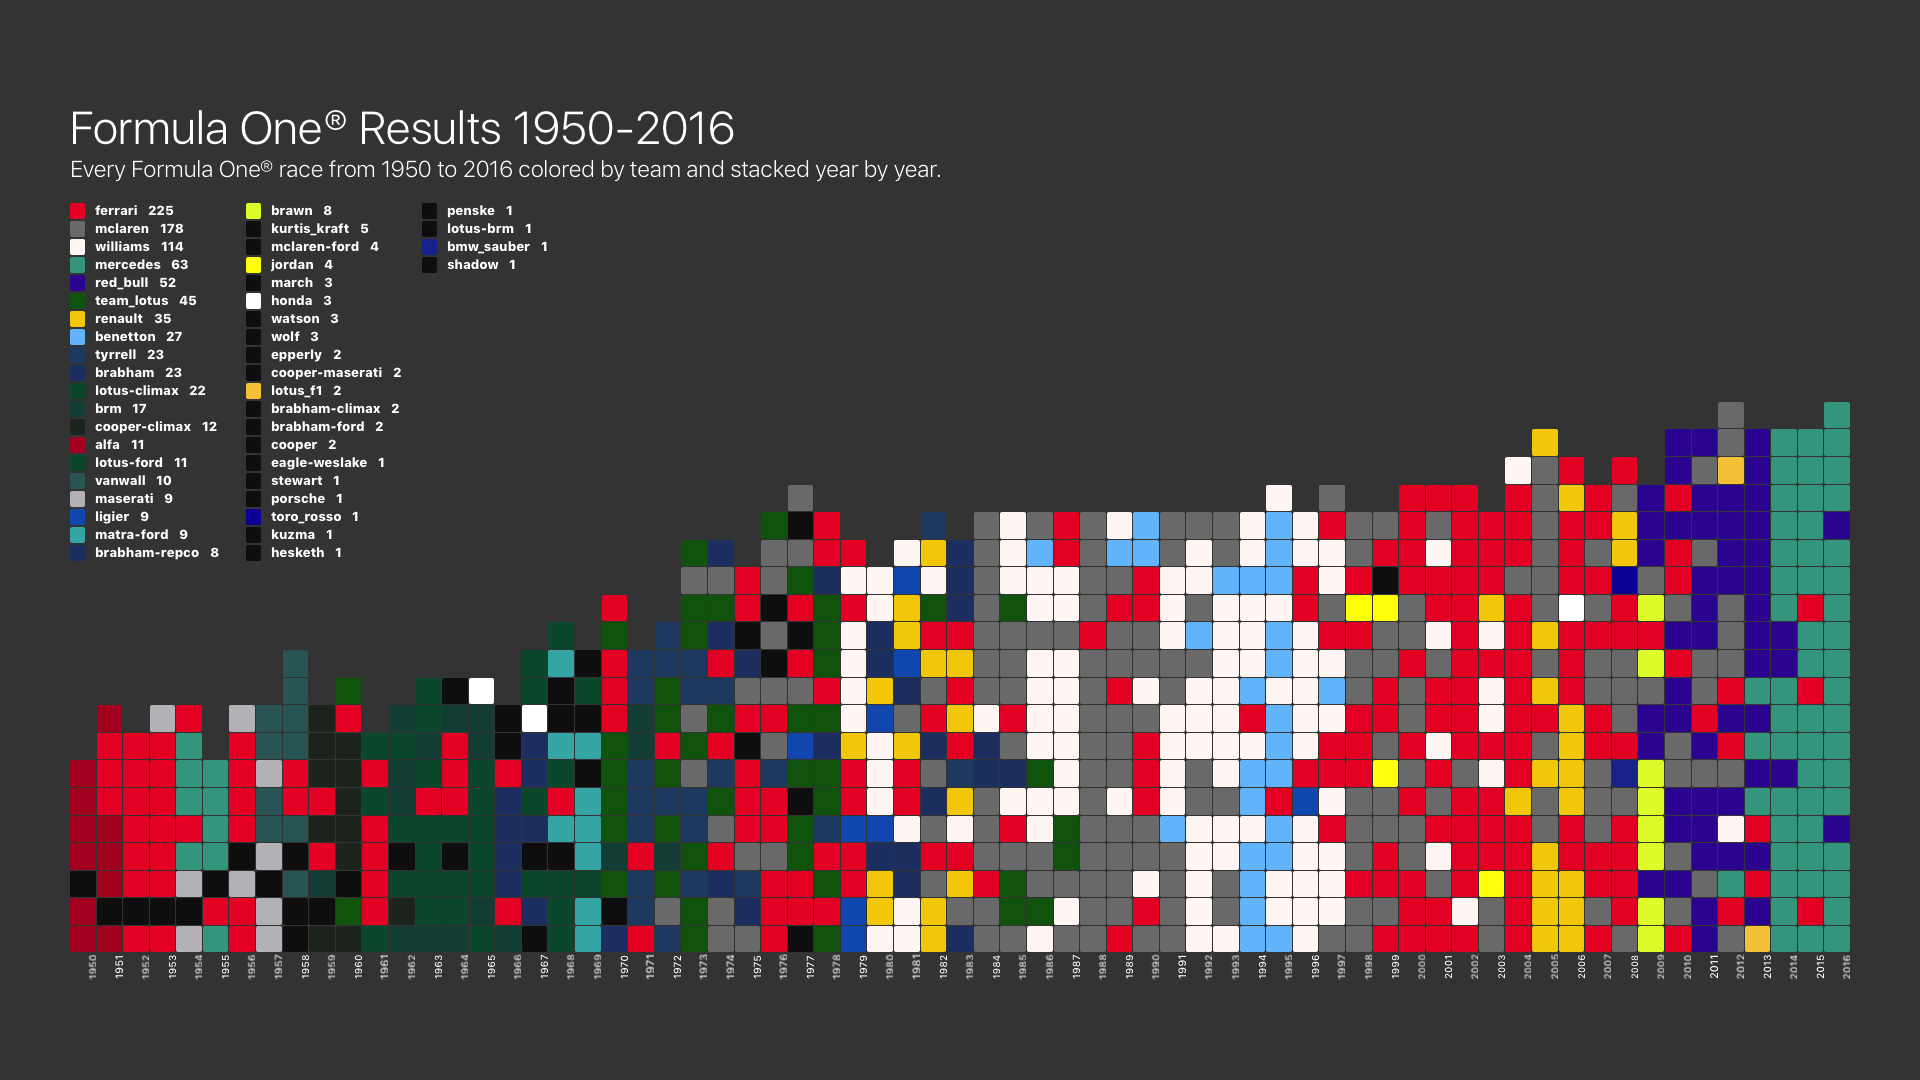 Formula One® Results 1950-2016
Every Formula One® race from 1950 to 2016 colored by team and stacked year by year.
ferrari 225
mclaren 178
williams 114
mercedes 63
red_bull 52
team_lotus 45
renault 35
benetton 27
tyrrell 23
brabham 23
lotus-climax 22
brm 17
cooper-climax 12
alfa 11
lotus-ford 11
vanwall 10
maserati 9
ligier 9
matra-ford 9
brabham-repco 8
brawn 8
kurtis_kraft 5
mclaren-ford 4
jordan 4
march 3
honda 3
watson 3
wolf 3
epperly 2
cooper-maserati 2
lotus_f1 2
brabham-climax 2
brabham-ford 2
cooper 2
eagle-weslake 1
stewart 1
porsche 1
toro_rosso 1
kuzma 1
hesketh 1
penske 1
lotus-brm 1
bmw_sauber 1
shadow 1
1950
1951
1952
1953
1954
1955
1956
1957
1958
1959
1960
1961
1962
1963
1964
1965
1966
1967
1968
1969
1970
1971
1972
1973
1974
1975
1976
1977
1978
1979
1980
1981
1982
1983
1984
1985
1986
1987
1988
1989
1990
1991
1992
1993
1994
1995
1996
1997
1998
1999
2000
2001
2002
2003
2004
2005
2006
2007
2008
2009
2010
2011
2012
2013
2014
2015
2016